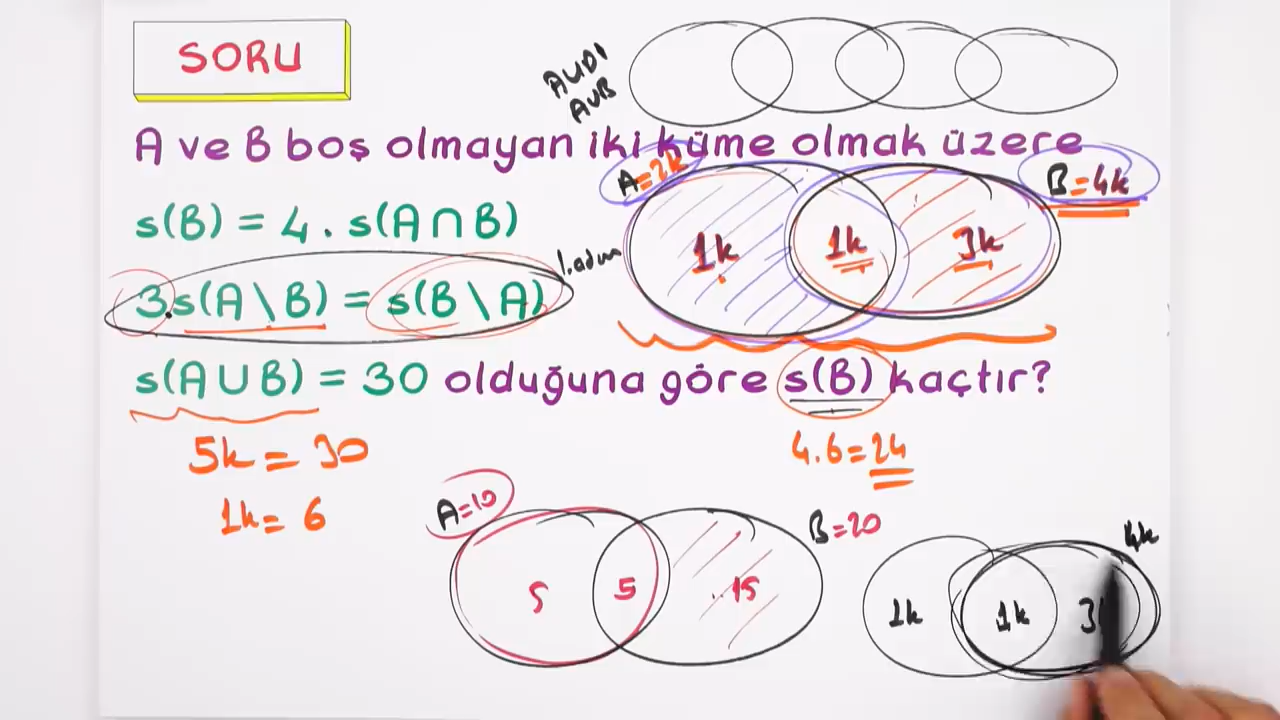 SORU
AUDI
AUB
A ve B boş olmayan iki küme olmak üzere
A=2k
B=4k
s(B) = 4 . s(A∩B)
1k 1k 3k
1.adım
3.s(A\B) = s(B\A)
s(A∪B) = 30 olduğuna göre s(B) kaçtır?
5k = 30
4.6=24
1k= 6
A=10
B=20
5 5 15
4k
1k 1k